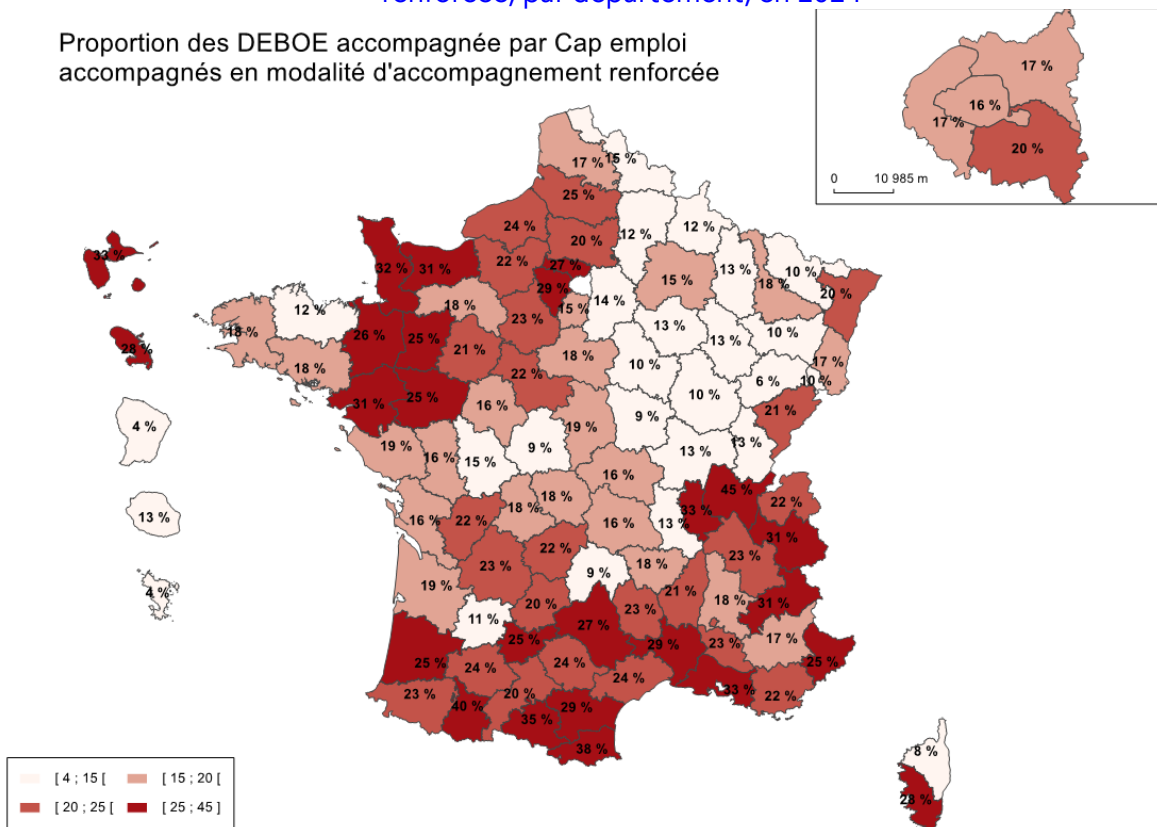 renforcée, par département, en 2024
Proportion des DEBOE accompagnée par Cap emploi
accompagnés en modalité d'accompagnement renforcée
17 %
16 %
17 %
20 %
0 10 985 m
17 % 15 %
25 %
24 % 12 % 12 %
20 %
33 % 32 % 31 % 22 % 27 % 13 % 10 %
29 % 15 % 18 % 20 %
12 % 18 % 14 %
15 %
18 % 26 % 25 % 23 % 13 % 13 % 10 %
28 % 21 % 18 % 17 %
18 % 22 % 10 % 6 % 10 %
31 % 25 % 16 % 10 % 21 %
4 % 19 % 9 %
19 % 16 % 15 % 9 % 13 % 13 %
16 % 45 %
18 % 18 % 33 % 22 %
13 % 16 % 22 % 16 % 13 % 31 %
22 % 23 %
23 % 9 % 18 %
4 % 19 % 21 % 18 % 31 %
11 % 20 % 23 %
27 % 17 %
25 % 29 % 23 %
25 % 24 % 24 % 24 % 25 %
23 % 20 % 33 % 22 %
40 % 35 % 29 %
38 % 8 %
28 %
[ 4 ; 15 [ [ 15 ; 20 [
[ 20 ; 25 [ [ 25 ; 45 ]